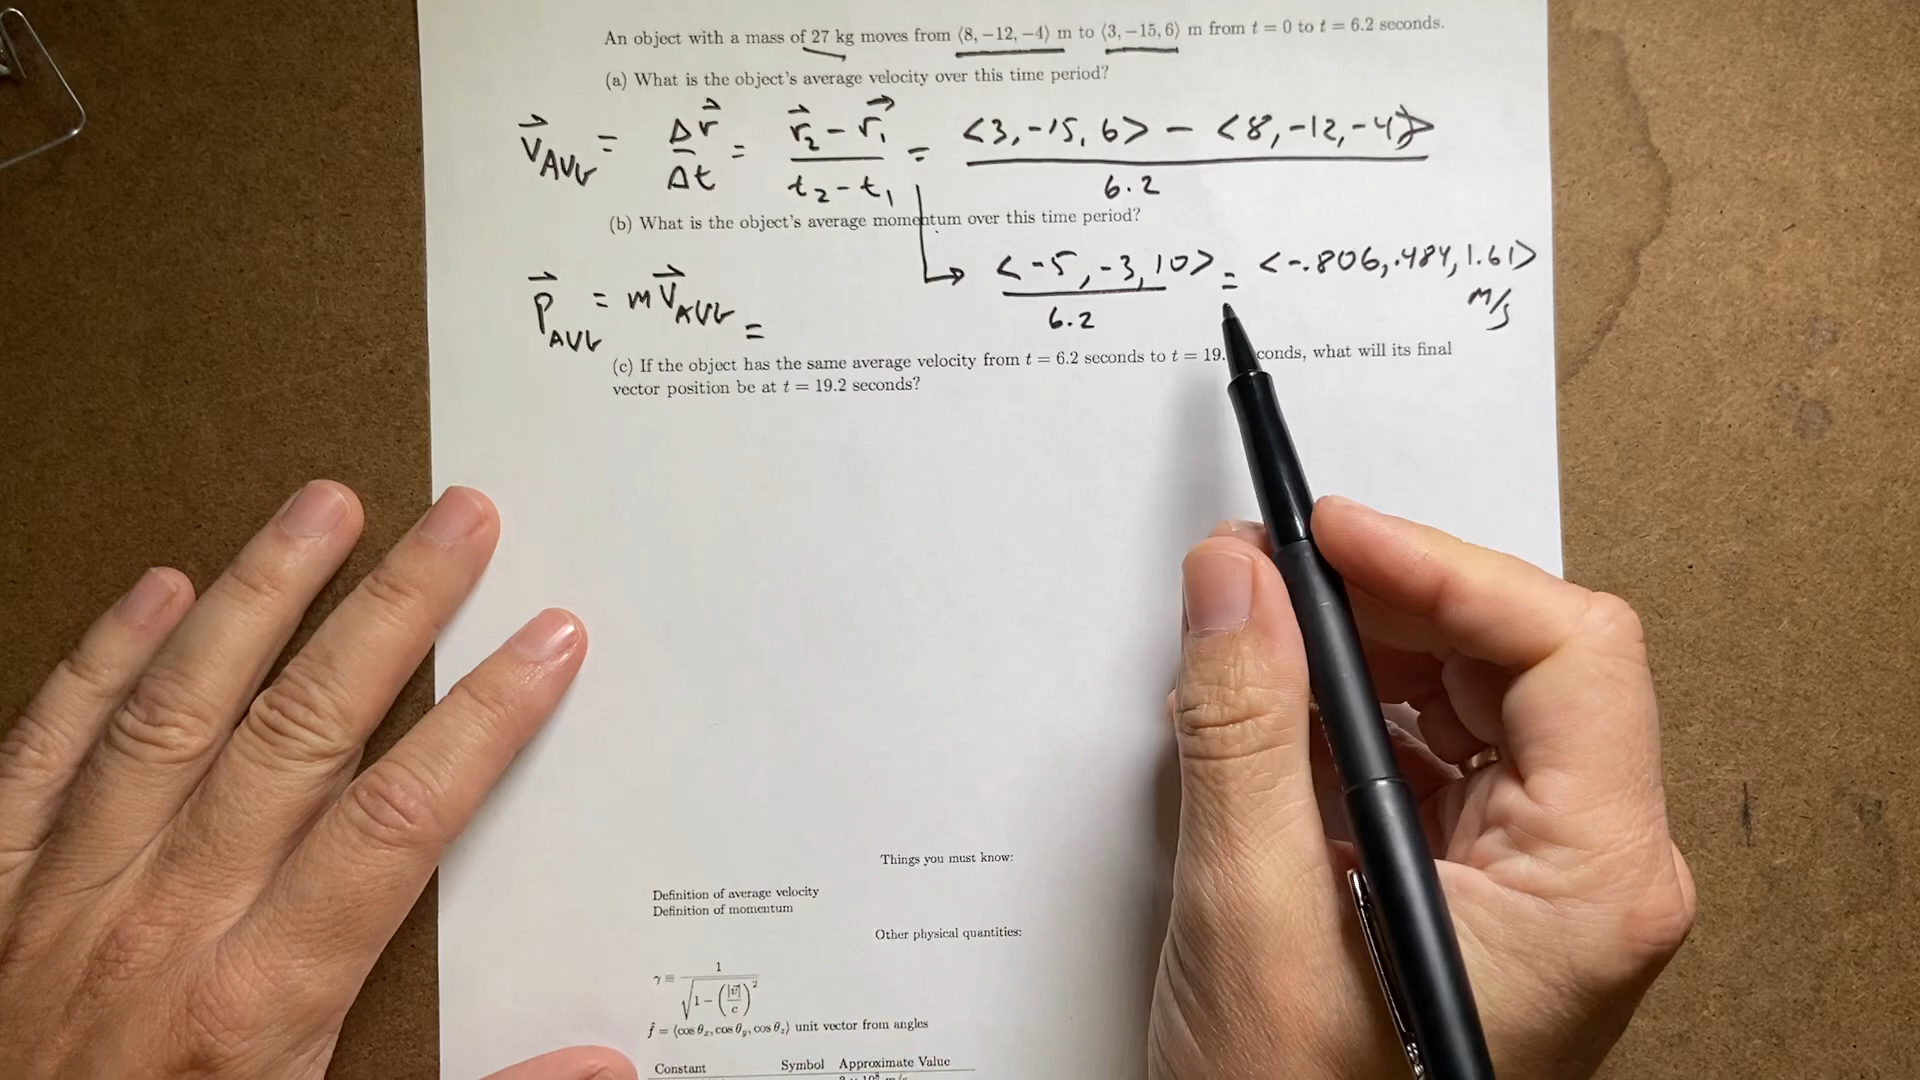 An object with a mass of 27 kg moves from ⟨8, −12, −4⟩ m to ⟨3, −15, 6⟩ m from t = 0 to t = 6.2 seconds.
(a) What is the object's average velocity over this time period?
v⃗AVG = Δr⃗/Δt = (r⃗2 − r⃗1)/(t2 − t1) = (<3, -15, 6> − <8, -12, -4>)/6.2
(b) What is the object's average momentum over this time period?
→ <-5, -3, 10>/6.2 = <-.806, .484, 1.61> m/s
p⃗AVG = m v⃗AVG =
(c) If the object has the same average velocity from t = 6.2 seconds to t = 19. conds, what will its final
vector position be at t = 19.2 seconds?
Things you must know:
Definition of average velocity
Definition of momentum
Other physical quantities:
γ ≡ 1/√(1 − (|v⃗|/c)²)
f̂ = ⟨cos θx, cos θy, cos θz⟩ unit vector from angles
Constant Symbol Approximate Value